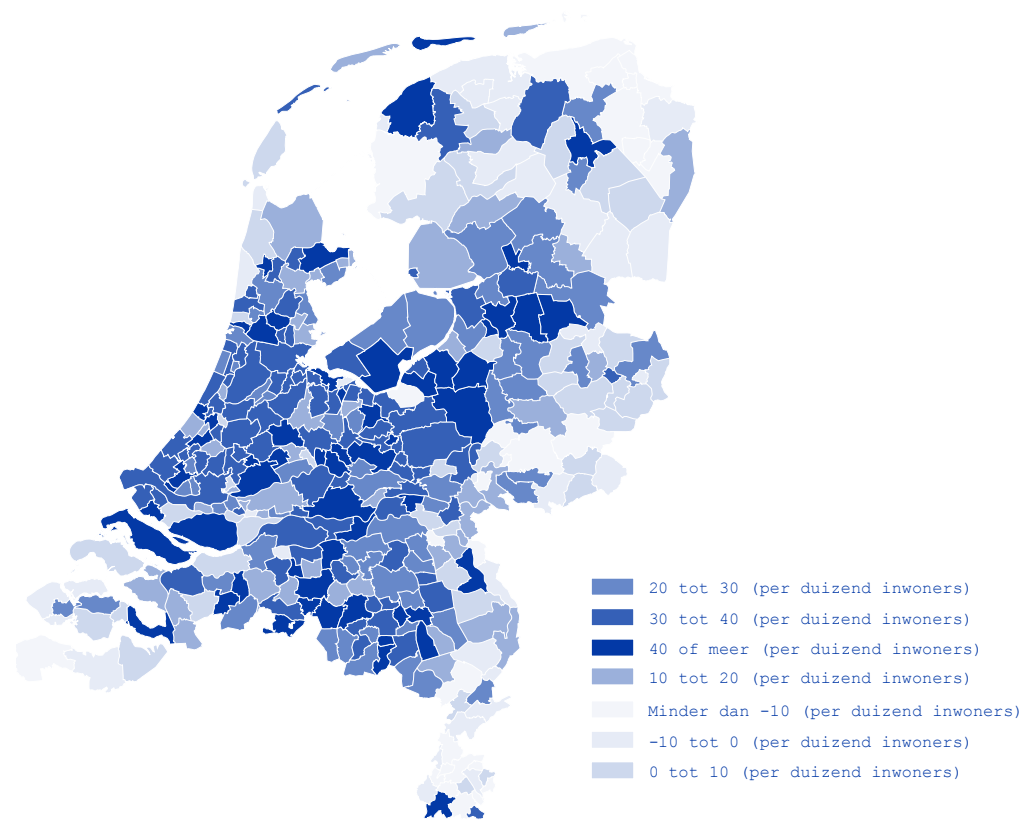 20 tot 30 (per duizend inwoners)
30 tot 40 (per duizend inwoners)
40 of meer (per duizend inwoners)
10 tot 20 (per duizend inwoners)
Minder dan -10 (per duizend inwoners)
-10 tot 0 (per duizend inwoners)
0 tot 10 (per duizend inwoners)